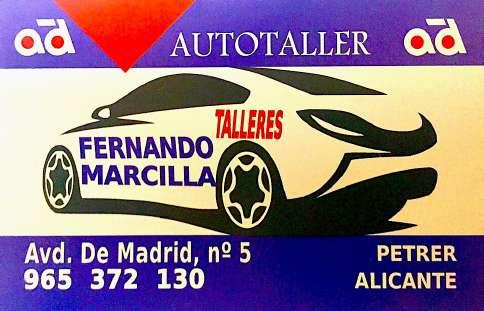 ad AUTOTALLER ad
TALLERES
FERNANDO
MARCILLA
Avd. De Madrid, nº 5
965 372 130
PETRER
ALICANTE